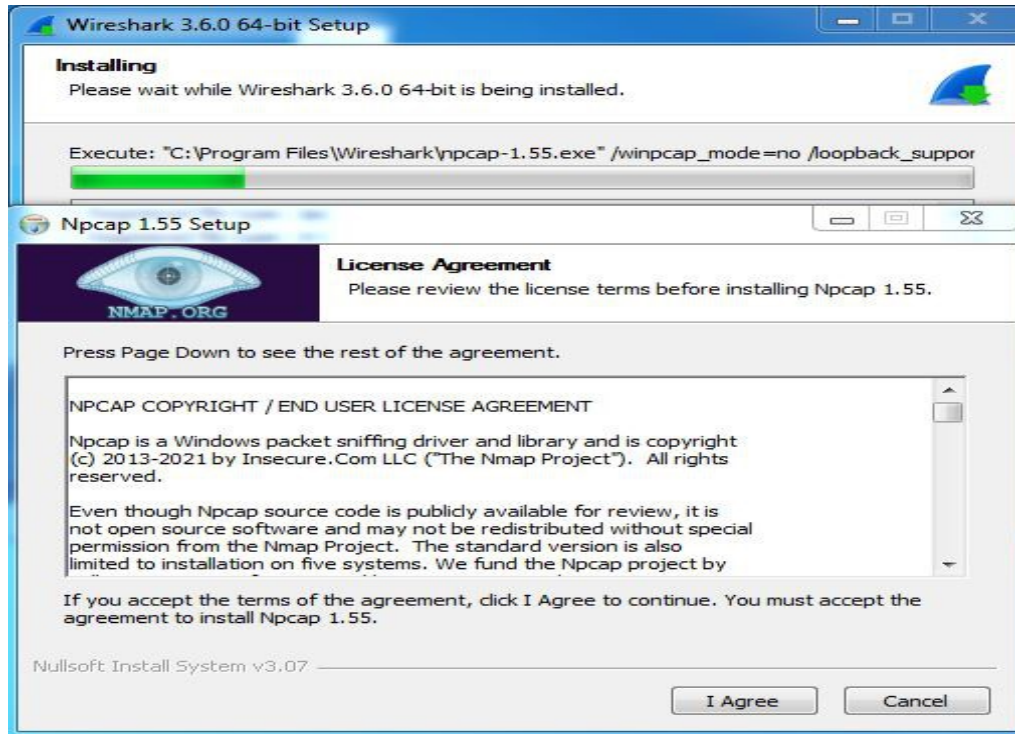 Wireshark 3.6.0 64-bit Setup
Installing
Please wait while Wireshark 3.6.0 64-bit is being installed.
Execute: "C:\Program Files\Wireshark\npcap-1.55.exe" /winpcap_mode=no /loopback_suppor
Npcap 1.55 Setup
NMAP.ORG
License Agreement
Please review the license terms before installing Npcap 1.55.
Press Page Down to see the rest of the agreement.
NPCAP COPYRIGHT / END USER LICENSE AGREEMENT
Npcap is a Windows packet sniffing driver and library and is copyright
(c) 2013-2021 by Insecure.Com LLC ("The Nmap Project"). All rights
reserved.
Even though Npcap source code is publicly available for review, it is
not open source software and may not be redistributed without special
permission from the Nmap Project. The standard version is also
limited to installation on five systems. We fund the Npcap project by
If you accept the terms of the agreement, click I Agree to continue. You must accept the
agreement to install Npcap 1.55.
Nullsoft Install System v3.07
I Agree
Cancel